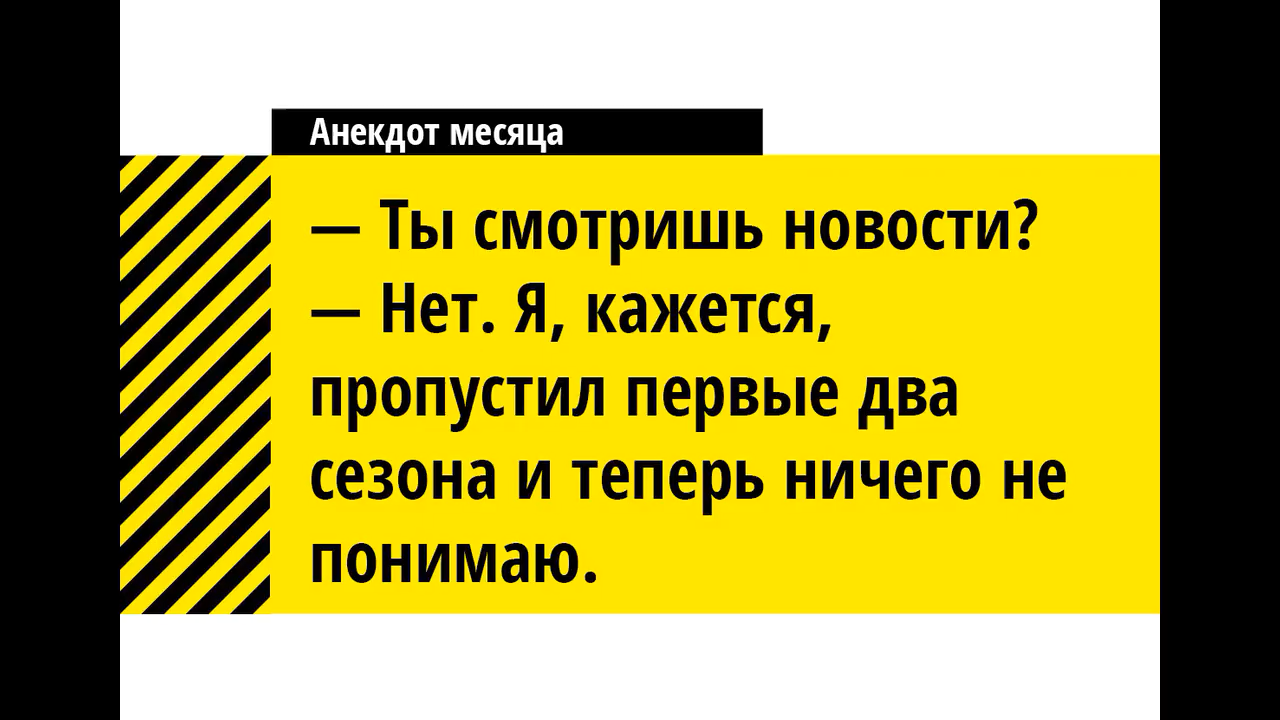 Анекдот месяца
— Ты смотришь новости?
— Нет. Я, кажется,
пропустил первые два
сезона и теперь ничего не
понимаю.